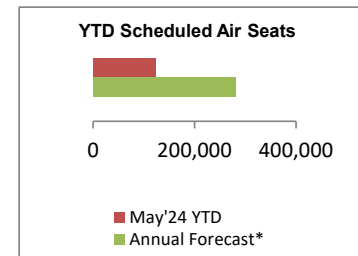 YTD Scheduled Air Seats
0 200,000 400,000
May'24 YTD
Annual Forecast*